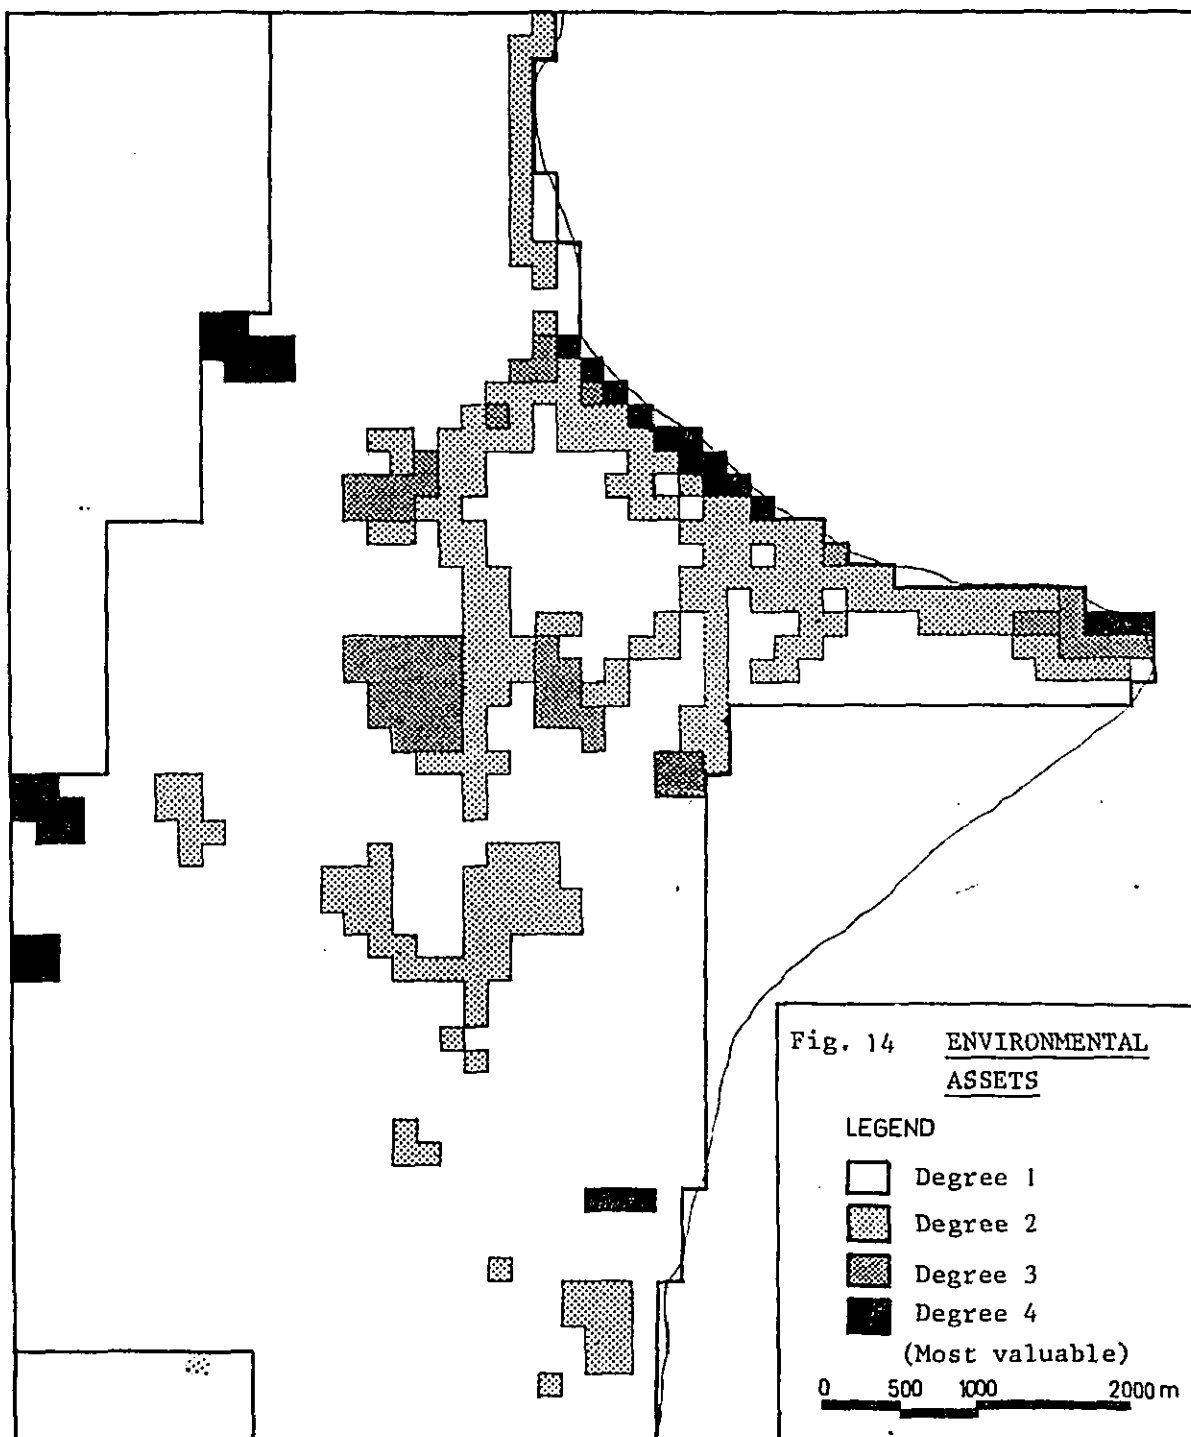 Fig. 14 ENVIRONMENTAL
ASSETS
LEGEND
Degree 1
Degree 2
Degree 3
Degree 4
(Most valuable)
0 500 1000 2000 m